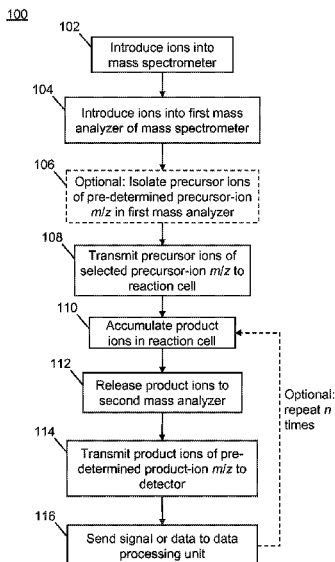 100
102
Introduce ions into
mass spectrometer
104
Introduce ions into first mass
analyzer of mass spectrometer
106
Optional: Isolate precursor ions
of pre-determined precursor-ion
m/z in first mass analyzer
108
Transmit precursor ions of
selected precursor-ion m/z to
reaction cell
110
Accumulate product
ions in reaction cell
112
Release product ions to
second mass analyzer
Optional:
repeat n
times
114
Transmit product ions of pre-
determined product-ion m/z to
detector
116
Send signal or data to data
processing unit